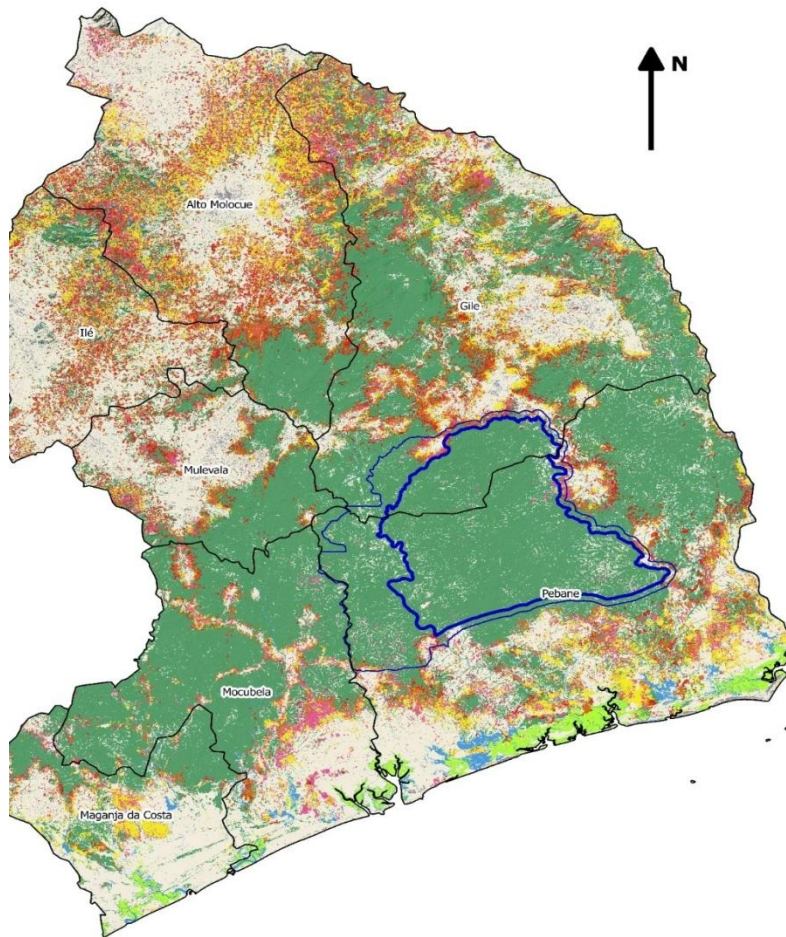 N
Alto Molocue
Gile
Ilé
Mulevala
Pebane
Mocubela
Maganja da Costa